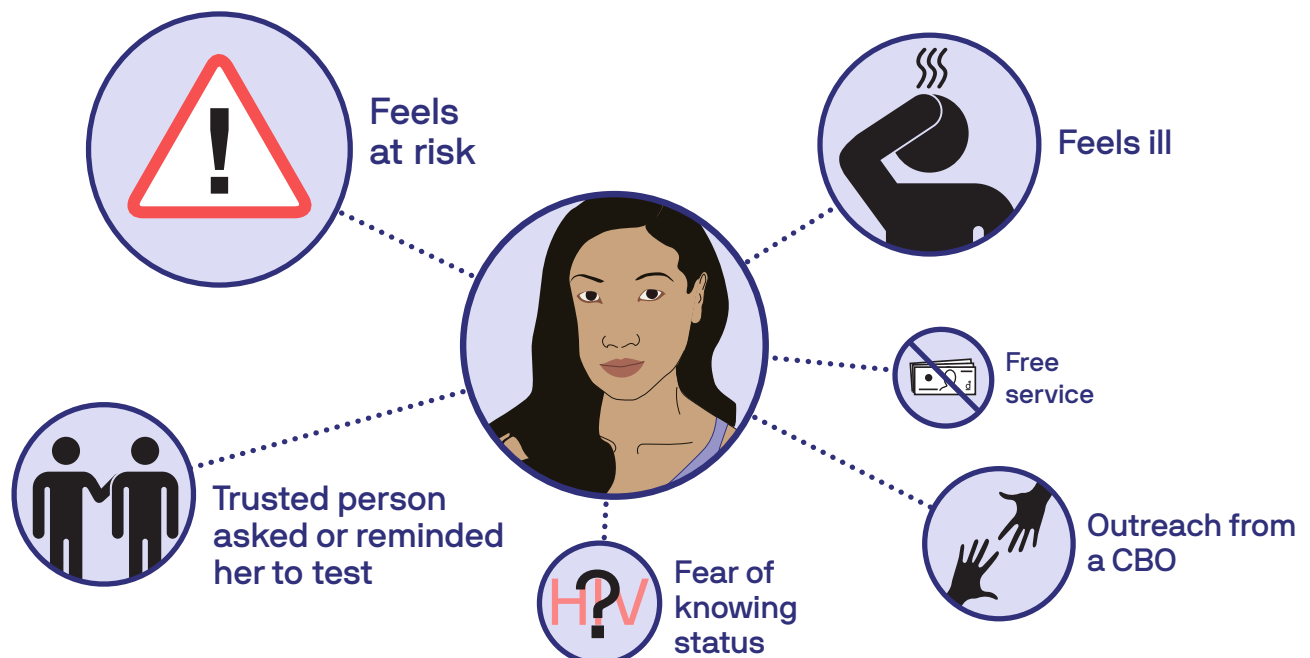 Feels
at risk
Feels ill
Free
service
Trusted person
asked or reminded
her to test
Outreach from
a CBO
HIV
?
Fear of
knowing
status
!
₫